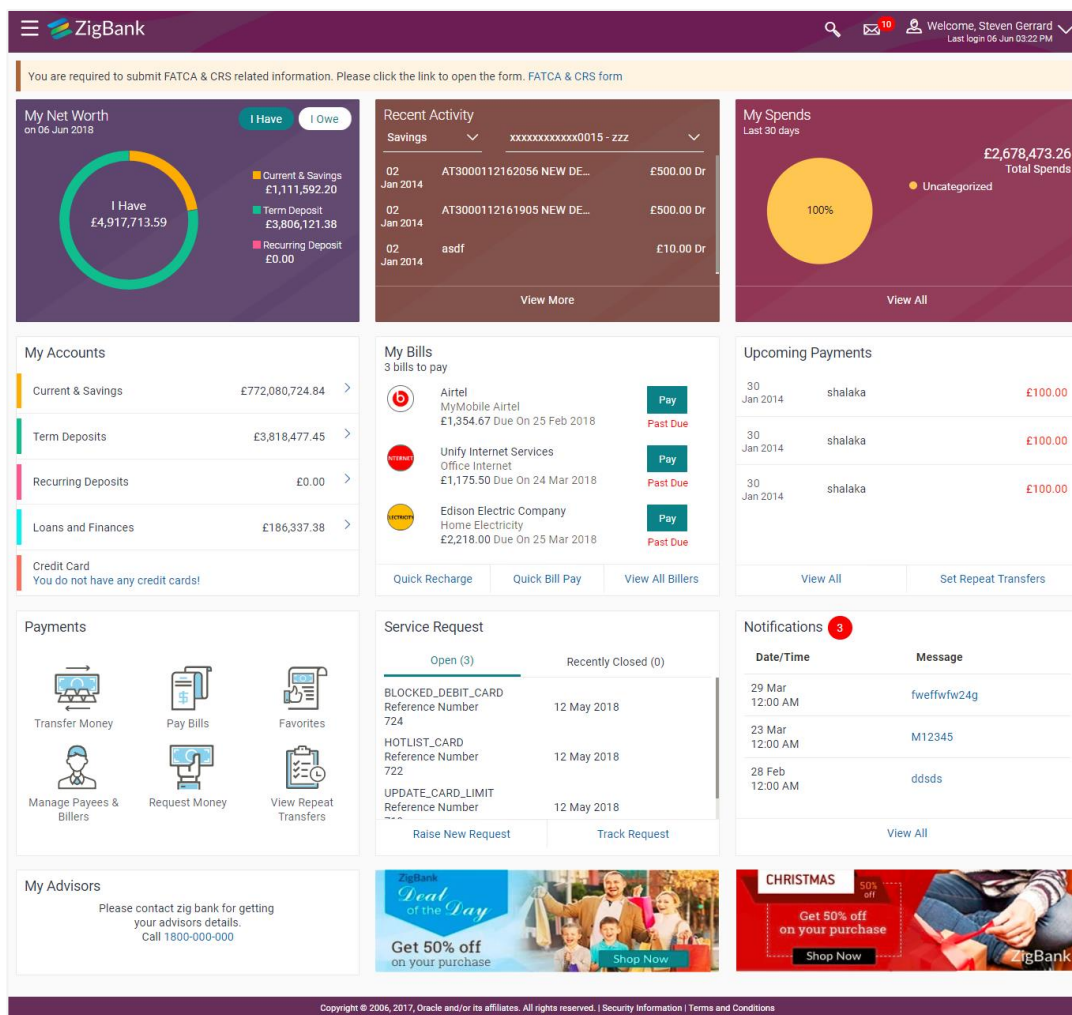 ZigBank
10
Welcome, Steven Gerrard
Last login 06 Jun 03:22 PM
You are required to submit FATCA & CRS related information. Please click the link to open the form. FATCA & CRS form
My Net Worth
on 06 Jun 2018
I Have
I Owe
I Have
£4,917,713.59
Current & Savings
£1,111,592.20
Term Deposit
£3,806,121.38
Recurring Deposit
£0.00
Recent Activity
Savings
xxxxxxxxxxxx0015 - zzz
02 AT3000112162056 NEW DE... £500.00 Dr
Jan 2014
02 AT3000112161905 NEW DE... £500.00 Dr
Jan 2014
02 asdf £10.00 Dr
Jan 2014
View More
My Spends
Last 30 days
£2,678,473.26
Total Spends
Uncategorized
100%
View All
My Accounts
Current & Savings £772,080,724.84
Term Deposits £3,818,477.45
Recurring Deposits £0.00
Loans and Finances £186,337.38
Credit Card
You do not have any credit cards!
My Bills
3 bills to pay
Airtel
MyMobile Airtel
£1,354.67 Due On 25 Feb 2018
Pay
Past Due
INTERNET
Unify Internet Services
Office Internet
£1,175.50 Due On 24 Mar 2018
Pay
Past Due
Edison Electric Company
Home Electricity
£2,218.00 Due On 25 Mar 2018
Pay
Past Due
Quick Recharge
Quick Bill Pay
View All Billers
Upcoming Payments
30 shalaka £100.00
Jan 2014
30 shalaka £100.00
Jan 2014
30 shalaka £100.00
Jan 2014
View All
Set Repeat Transfers
Payments
Transfer Money
Pay Bills
Favorites
Manage Payees &
Billers
Request Money
View Repeat
Transfers
Service Request
Open (3)
Recently Closed (0)
BLOCKED_DEBIT_CARD
Reference Number 12 May 2018
724
HOTLIST_CARD
Reference Number 12 May 2018
722
UPDATE_CARD_LIMIT
Reference Number 12 May 2018
Raise New Request
Track Request
Notifications 3
Date/Time Message
29 Mar
12:00 AM
fweffwfw24g
23 Mar
12:00 AM
M12345
28 Feb
12:00 AM
ddsds
View All
My Advisors
Please contact zig bank for getting
your advisors details.
Call 1800-000-000
ZigBank
Deal
of the Day
Get 50% off
on your purchase
Shop Now
CHRISTMAS
50%
off
Get 50% off
on your purchase
Shop Now
ZigBank
Copyright © 2006, 2017, Oracle and/or its affiliates. All rights reserved. | Security Information | Terms and Conditions